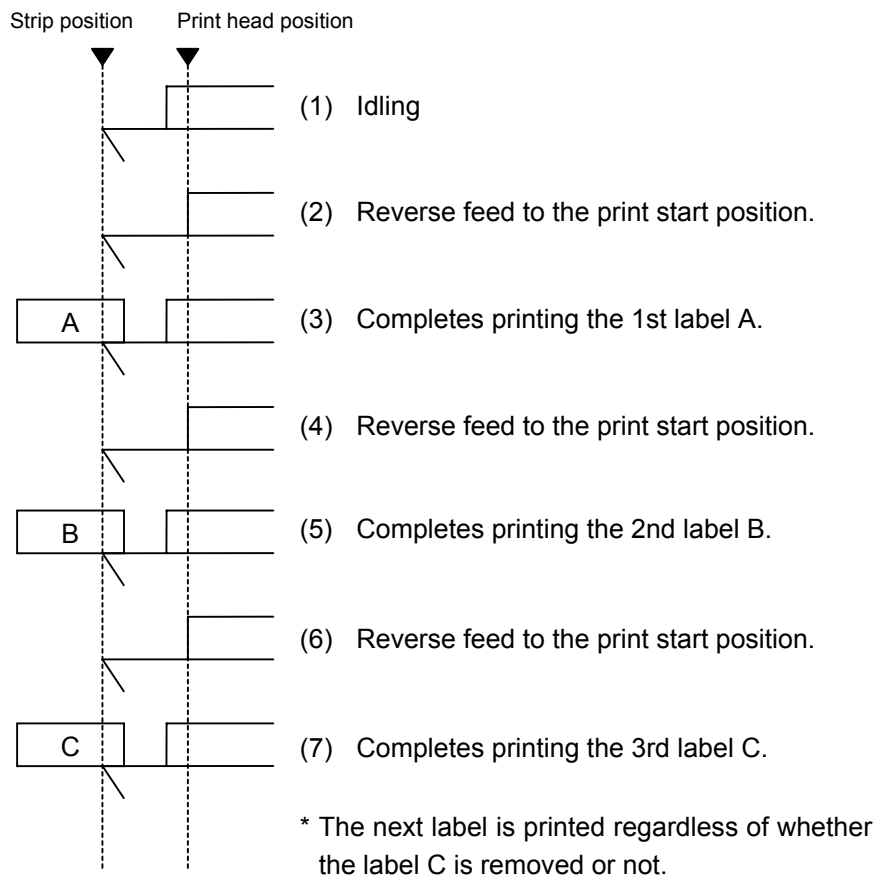 Strip position Print head position
(1) Idling
(2) Reverse feed to the print start position.
A (3) Completes printing the 1st label A.
(4) Reverse feed to the print start position.
B (5) Completes printing the 2nd label B.
(6) Reverse feed to the print start position.
C (7) Completes printing the 3rd label C.
* The next label is printed regardless of whether
the label C is removed or not.